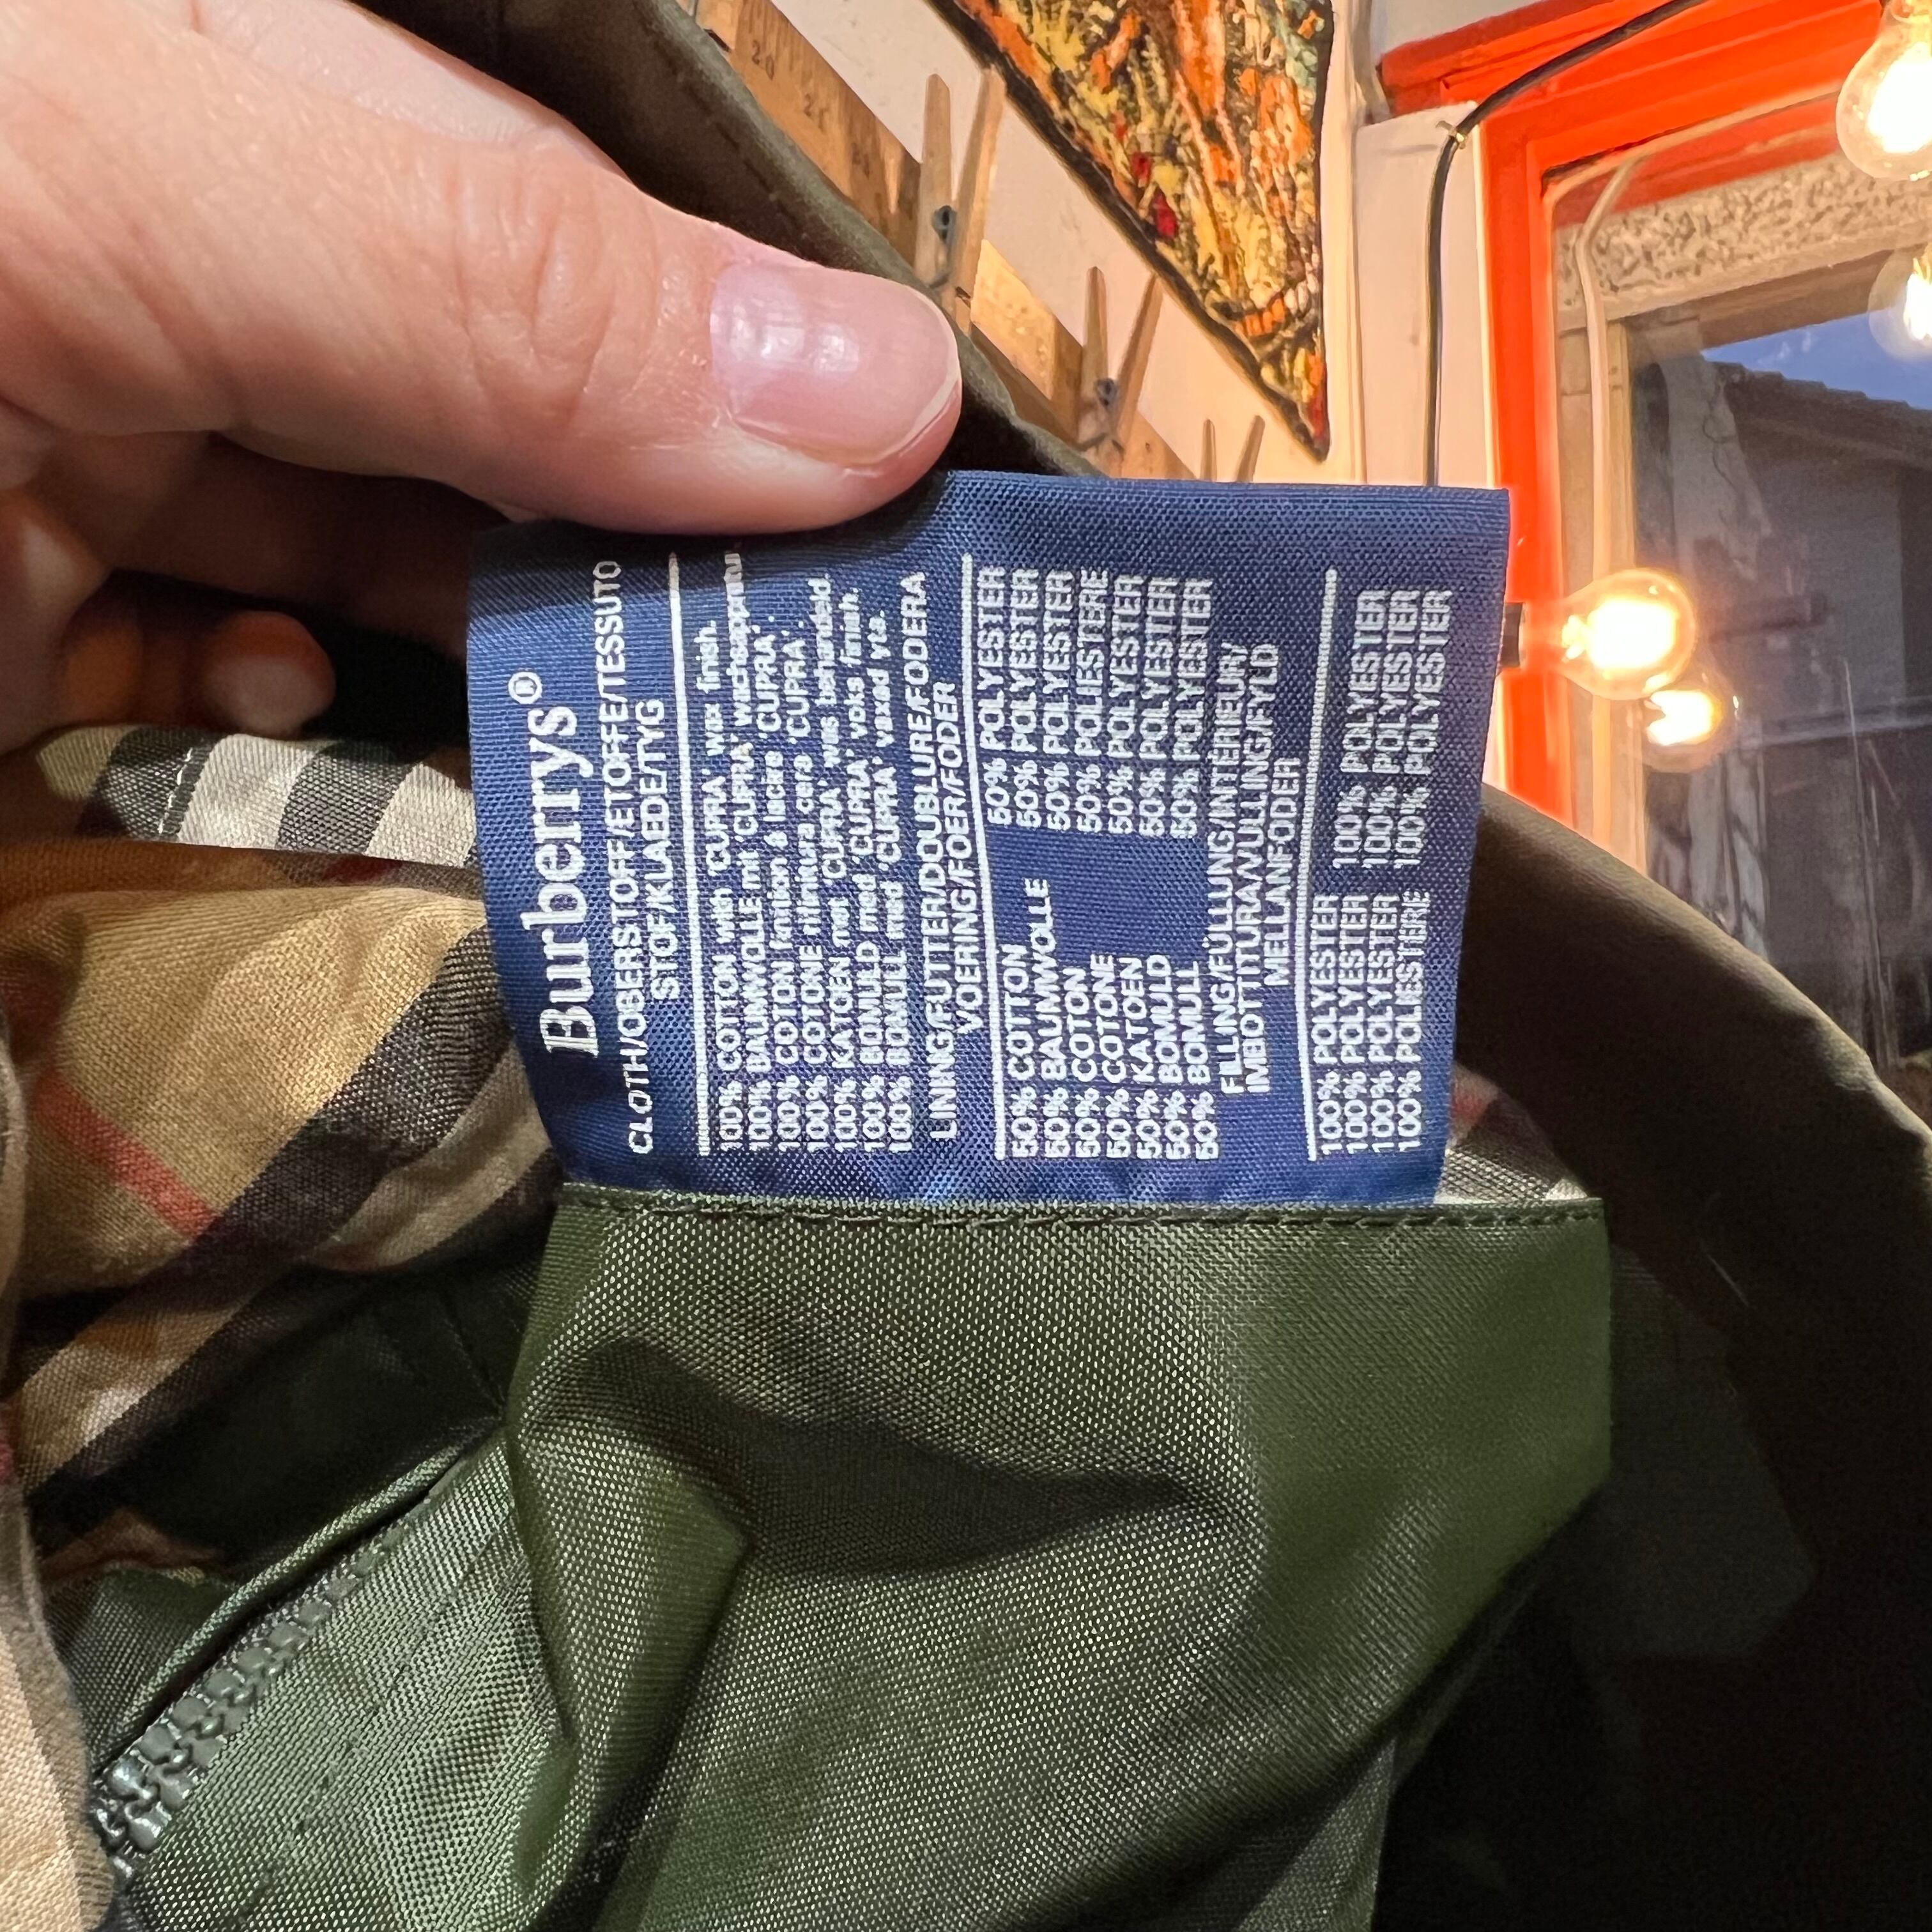 Burberrys®
CLOTH/OBERSTOFF/ETOFFE/TESSUTO
STOF/KLAEDE/TYG
100% COTTON with 'CUPRA' wax finish.
100% BAUMWOLLE mit 'CUPRA'
100% COTON finition à la cire 'CUPRA'.
100% COTONE finitura cera 'CUPRA'.
100% KATOEN met 'CUPRA' was behandeld.
100% BOMULD med 'CUPRA' voks finish.
100% BOMULL med 'CUPRA' vaxad yta.
LINING/FUTTER/DOUBLURE/FODERA
VOERING/FOER/FODER
50% COTTON 50% POLYESTER
50% BAUMWOLLE 50% POLYESTER
50% COTON 50% POLYESTER
50% COTONE 50% POLIESTERE
50% KATOEN 50% POLYESTER
50% BOMULD 50% POLYESTER
50% BOMULL 50% POLYESTER
FILLING/FÜLLUNG/INTERIEUR/
IMBOTTITURA/VULLING/FYLD
MELLANFODER
100% POLYESTER 100% POLYESTER
100% POLYESTER 100% POLYESTER
100% POLYESTER 100% POLYESTER
100% POLIESTERE
20